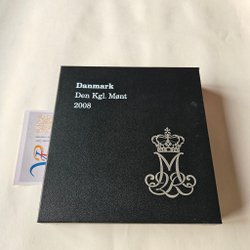 Danmark
Den Kgl. Mønt
2008